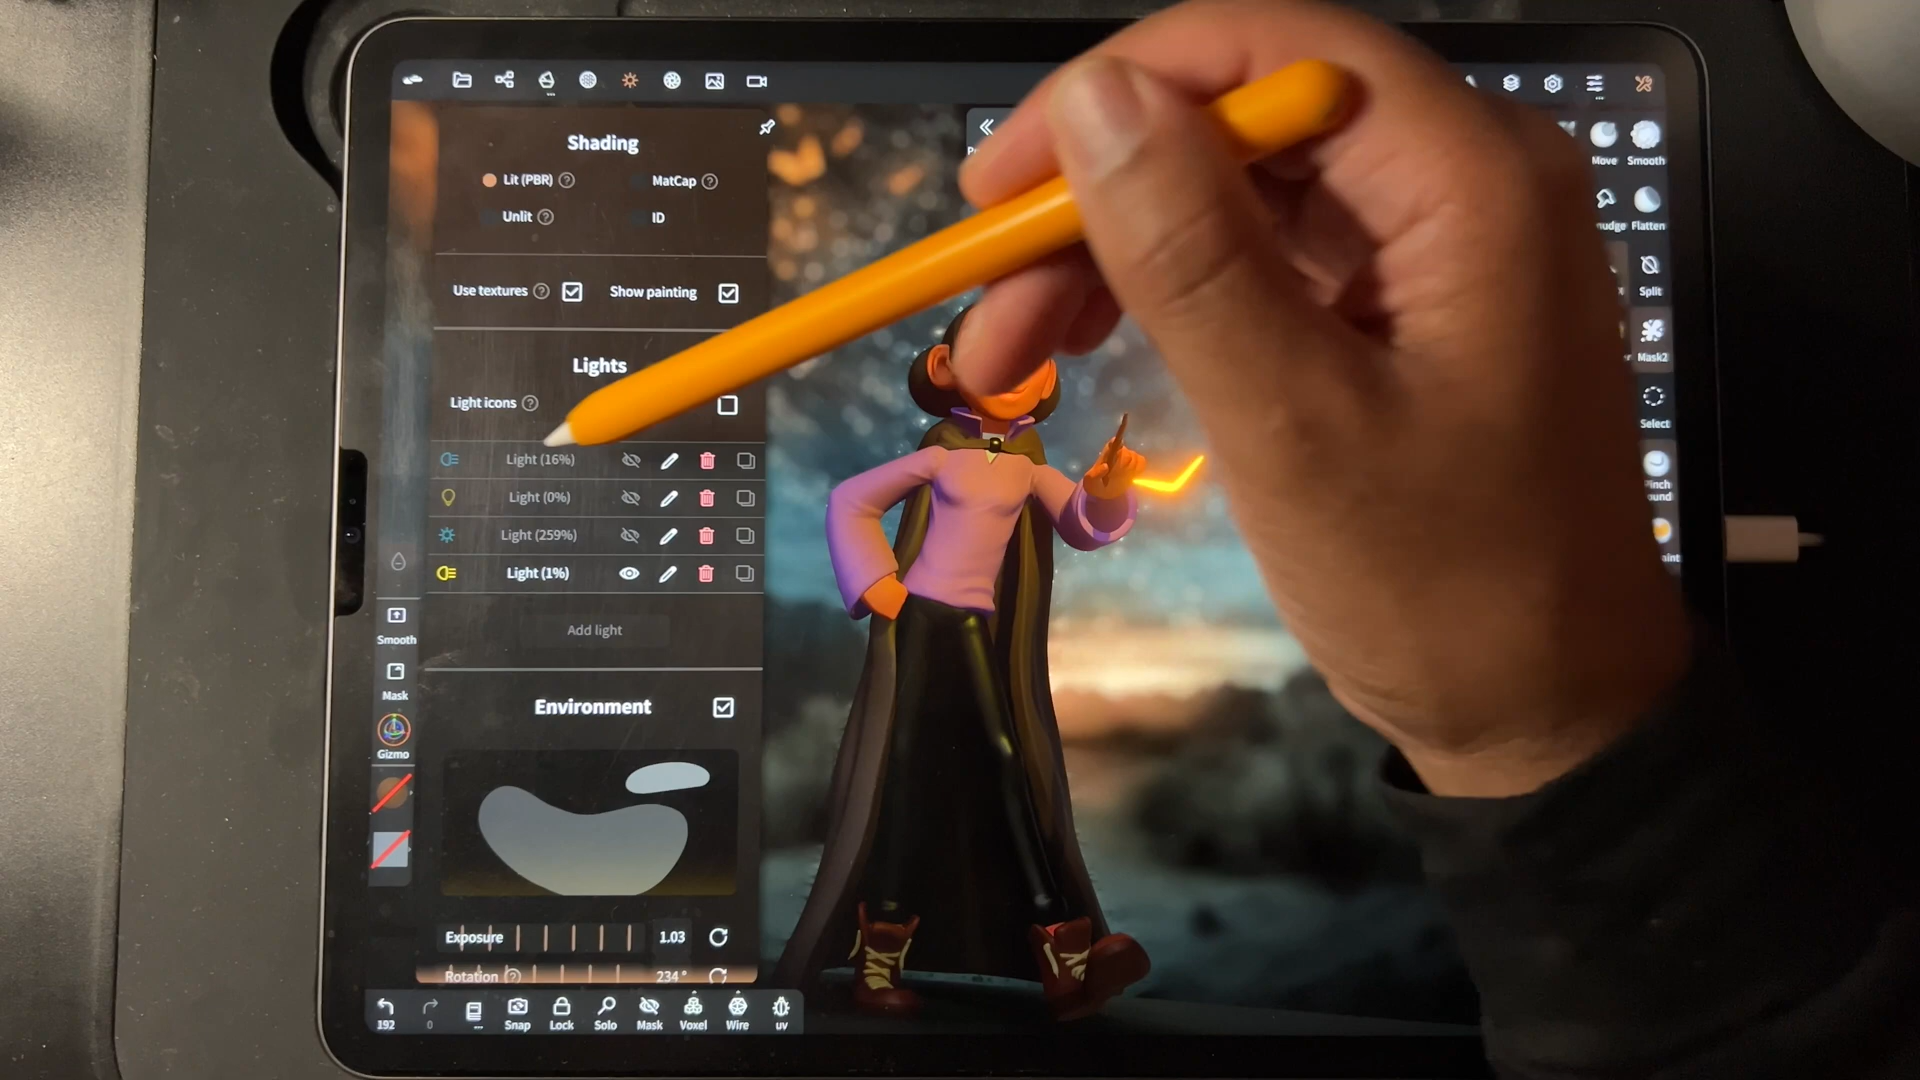 Shading
Lit (PBR) ?
MatCap ?
Unlit ?
ID
Use textures ?
Show painting
Lights
Light icons ?
Light (16%)
Light (0%)
Light (259%)
Light (1%)
Add light
Environment
Exposure
1.03
Rotation ?
234°
Smooth
Mask
Gizmo
192
0
Snap
Lock
Solo
Mask
Voxel
Wire
uv
Move
Smooth
Flatten
Split
Mask2
Select
Pinch